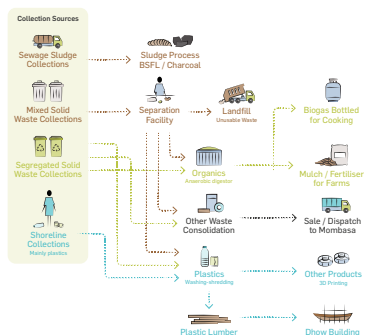 Collection Sources
Sewage Sludge
Collections
Sludge Process
BSFL / Charcoal
Mixed Solid
Waste Collections
Separation
Facility
Landfill
Unusable Waste
Biogas Bottled
for Cooking
Segregated Solid
Waste Collections
Organics
Anaerobic digestor
Mulch / Fertiliser
for Farms
Other Waste
Consolidation
Sale / Dispatch
to Mombasa
Shoreline
Collections
Mainly plastics
Plastics
Washing-shredding
Other Products
3D Printing
Plastic Lumber
Dhow Building